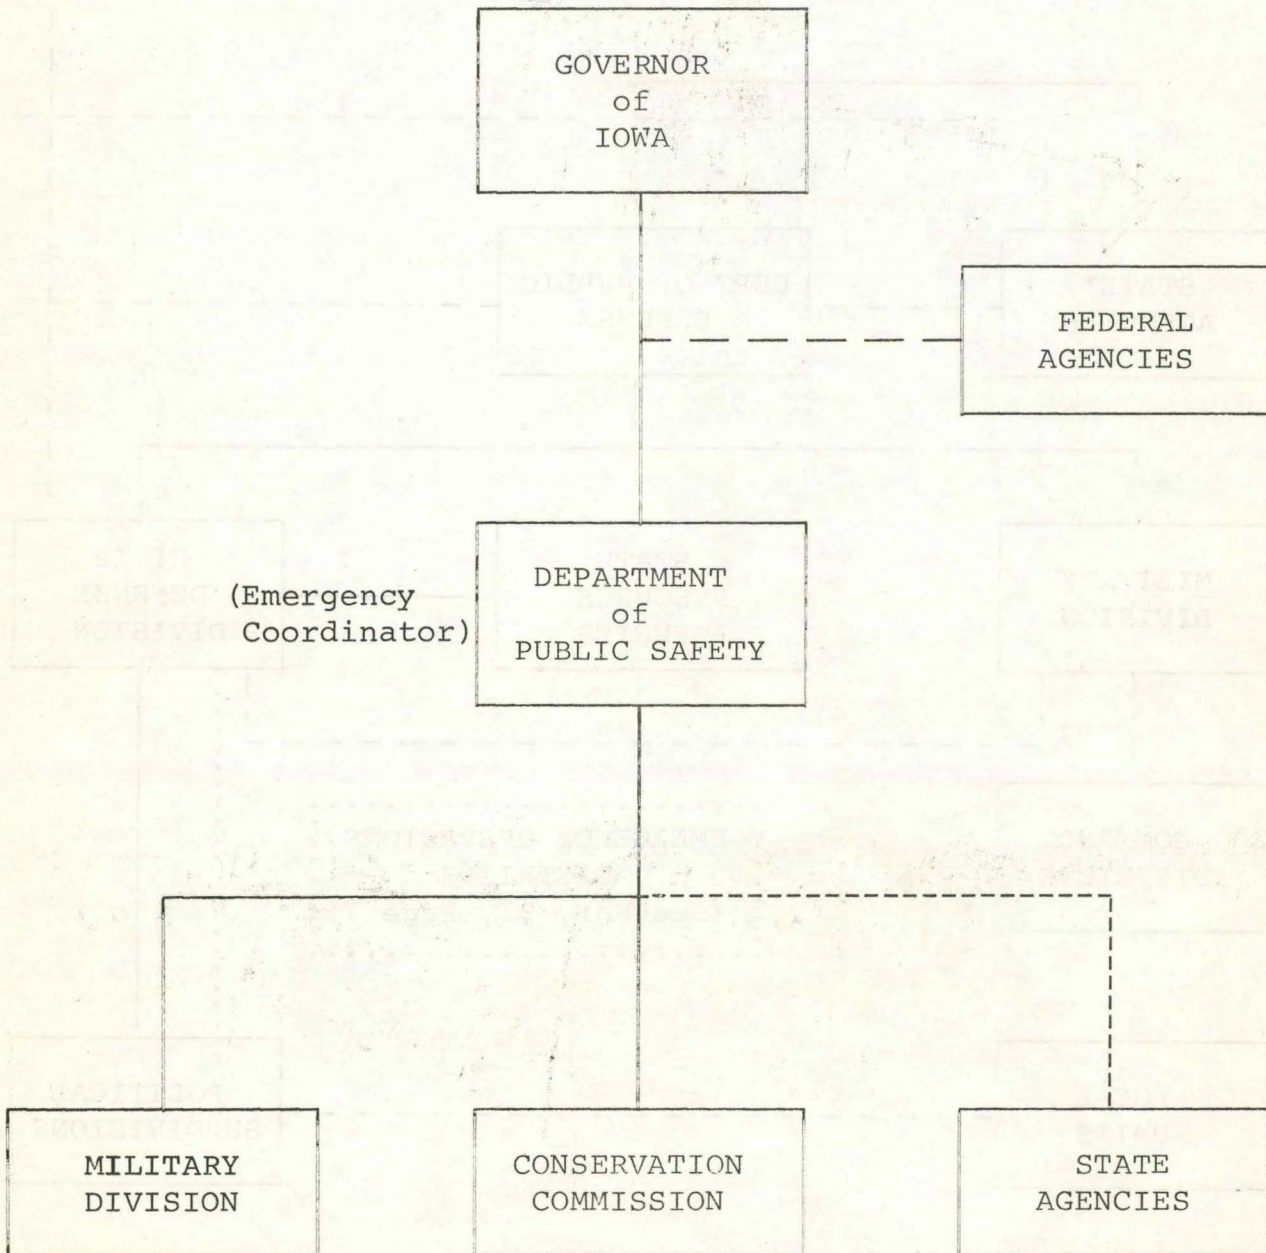 GOVERNOR
of
IOWA
FEDERAL
AGENCIES
(Emergency
Coordinator)
DEPARTMENT
of
PUBLIC SAFETY
MILITARY
DIVISION
CONSERVATION
COMMISSION
STATE
AGENCIES